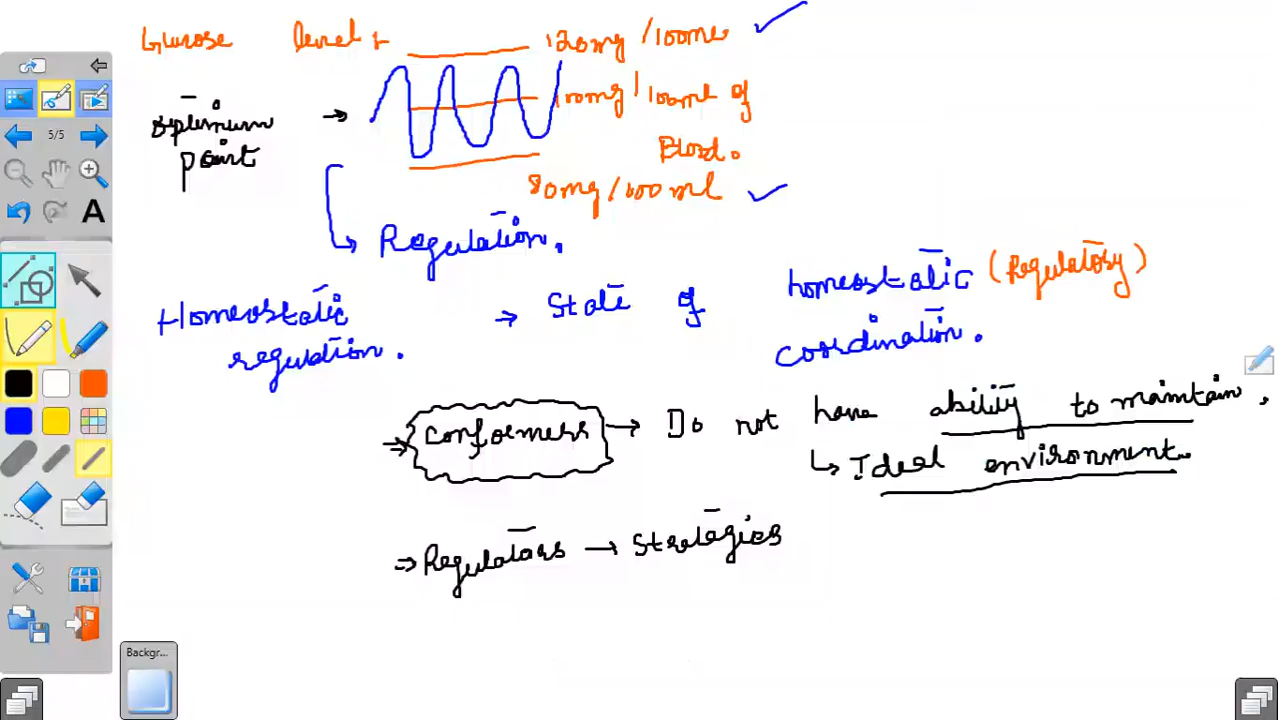 Glucose level 120mg/100ml
100mg/100ml of
Optimum
point → Blood.
80mg/100ml
Regulation.
Homeostatic → State of homeostatic (Regulatory)
regulation. coordination.
⇒ Conformers → Do not have ability to maintain.
↳ Ideal environment.
⇒ Regulators → Strategies
5/5
A
Backgr...